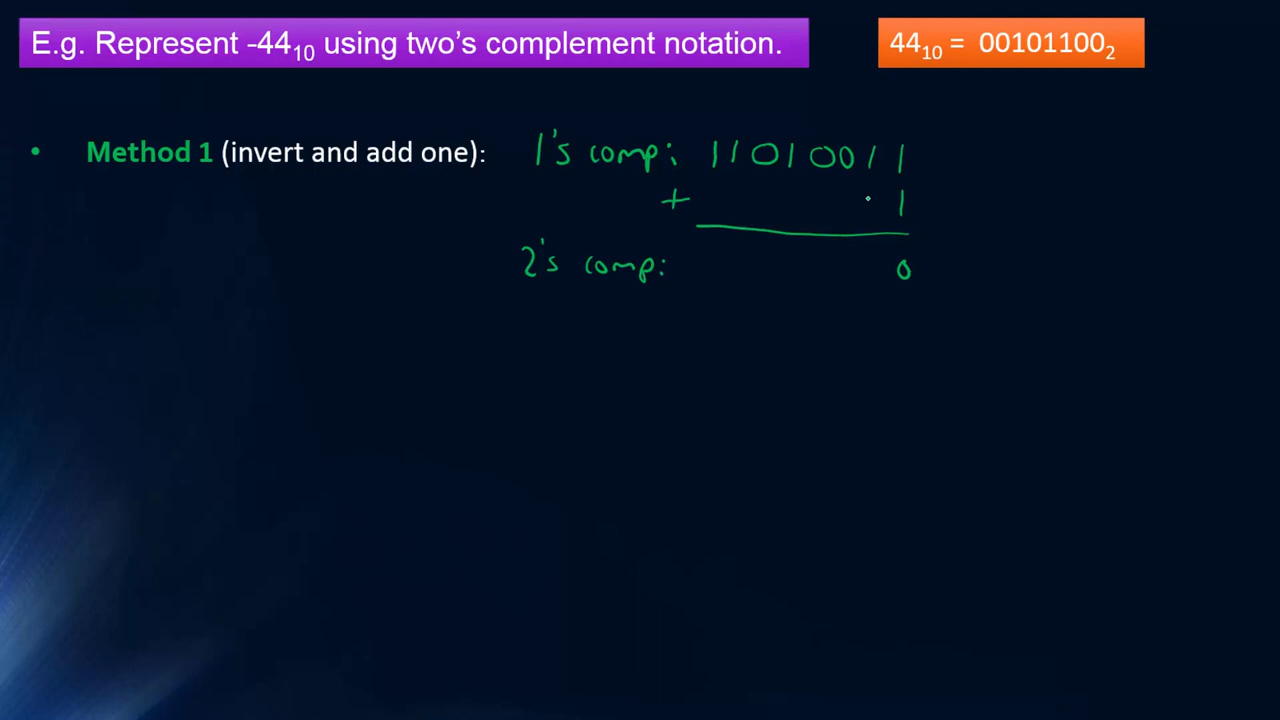 E.g. Represent -44₁₀ using two's complement notation.
44₁₀ = 00101100₂
• Method 1 (invert and add one): 1's comp: 11010011
+ 1
2's comp: 0